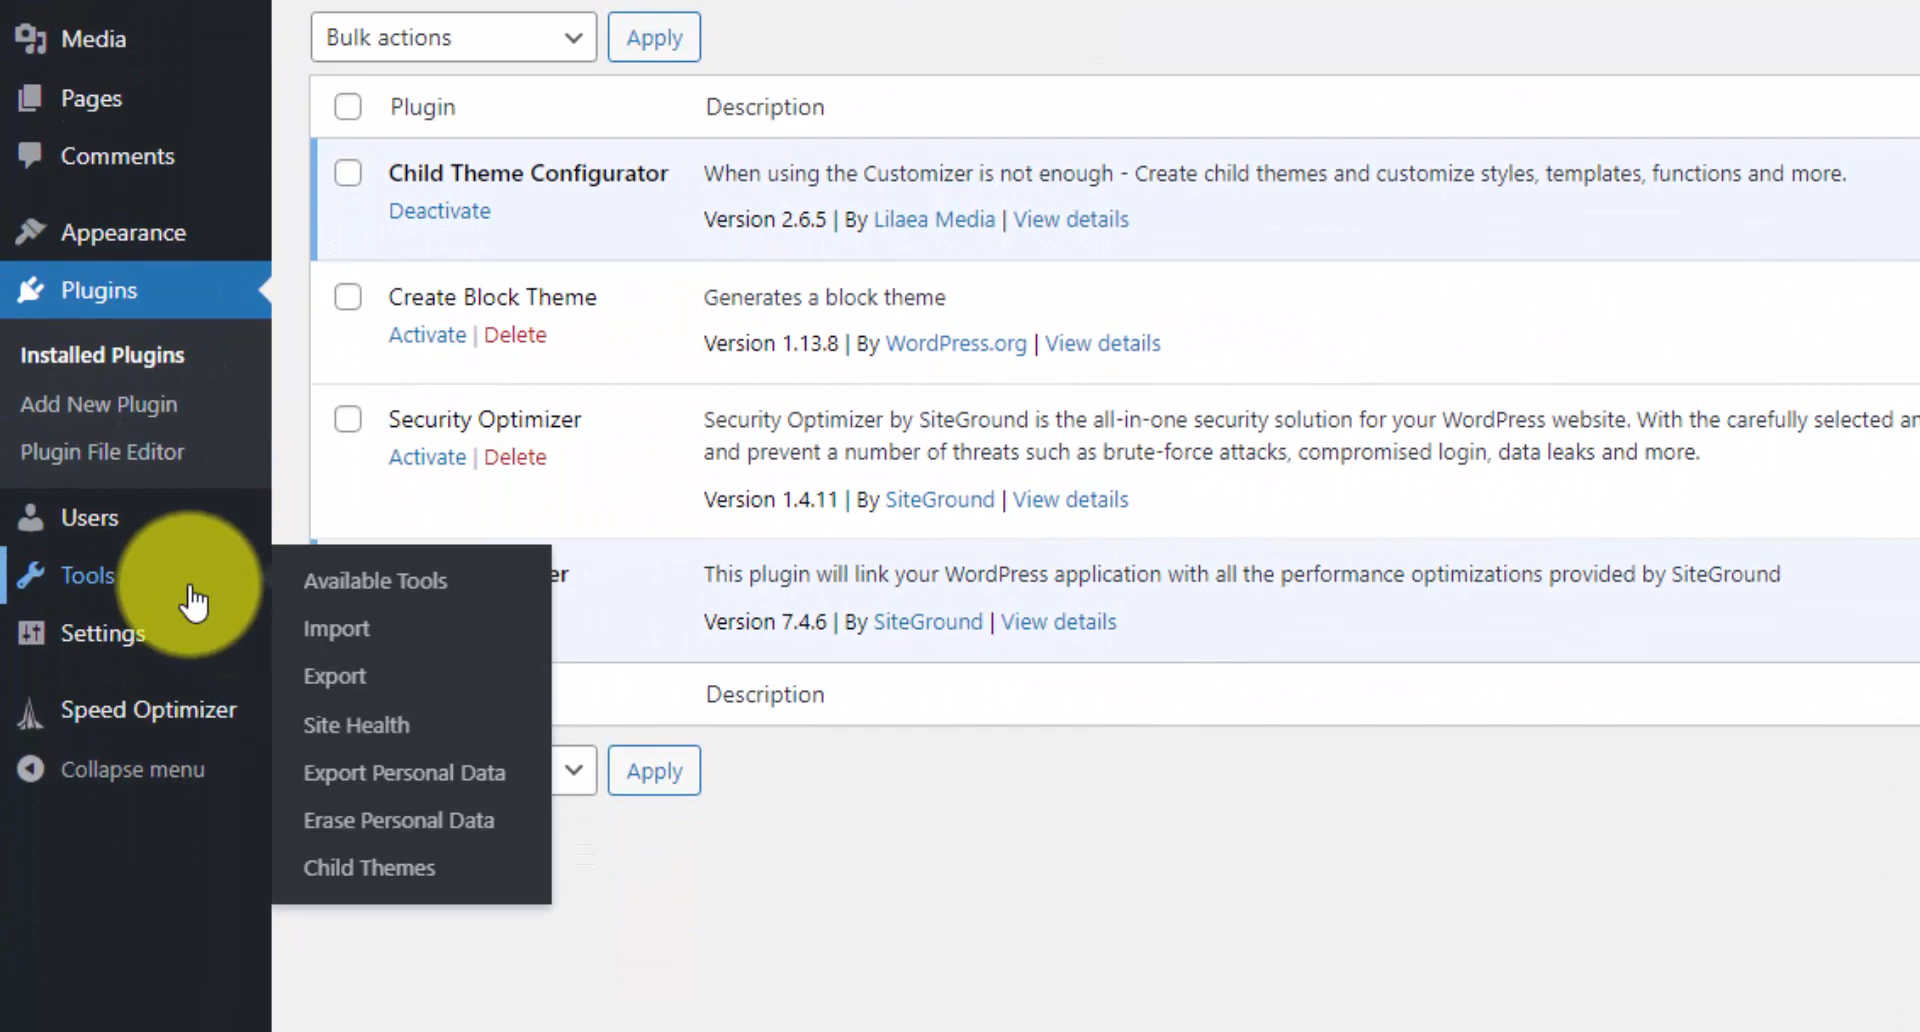 Media
Pages
Comments
Appearance
Plugins
Installed Plugins
Add New Plugin
Plugin File Editor
Users
Tools
Settings
Speed Optimizer
Collapse menu
Available Tools
Import
Export
Site Health
Export Personal Data
Erase Personal Data
Child Themes
Bulk actions
Apply
Plugin
Description
Child Theme Configurator
Deactivate
When using the Customizer is not enough - Create child themes and customize styles, templates, functions and more.
Version 2.6.5 | By Lilaea Media | View details
Create Block Theme
Activate | Delete
Generates a block theme
Version 1.13.8 | By WordPress.org | View details
Security Optimizer
Activate | Delete
Security Optimizer by SiteGround is the all-in-one security solution for your WordPress website. With the carefully selected
and prevent a number of threats such as brute-force attacks, compromised login, data leaks and more.
Version 1.4.11 | By SiteGround | View details
er
This plugin will link your WordPress application with all the performance optimizations provided by SiteGround
Version 7.4.6 | By SiteGround | View details
Description
Apply